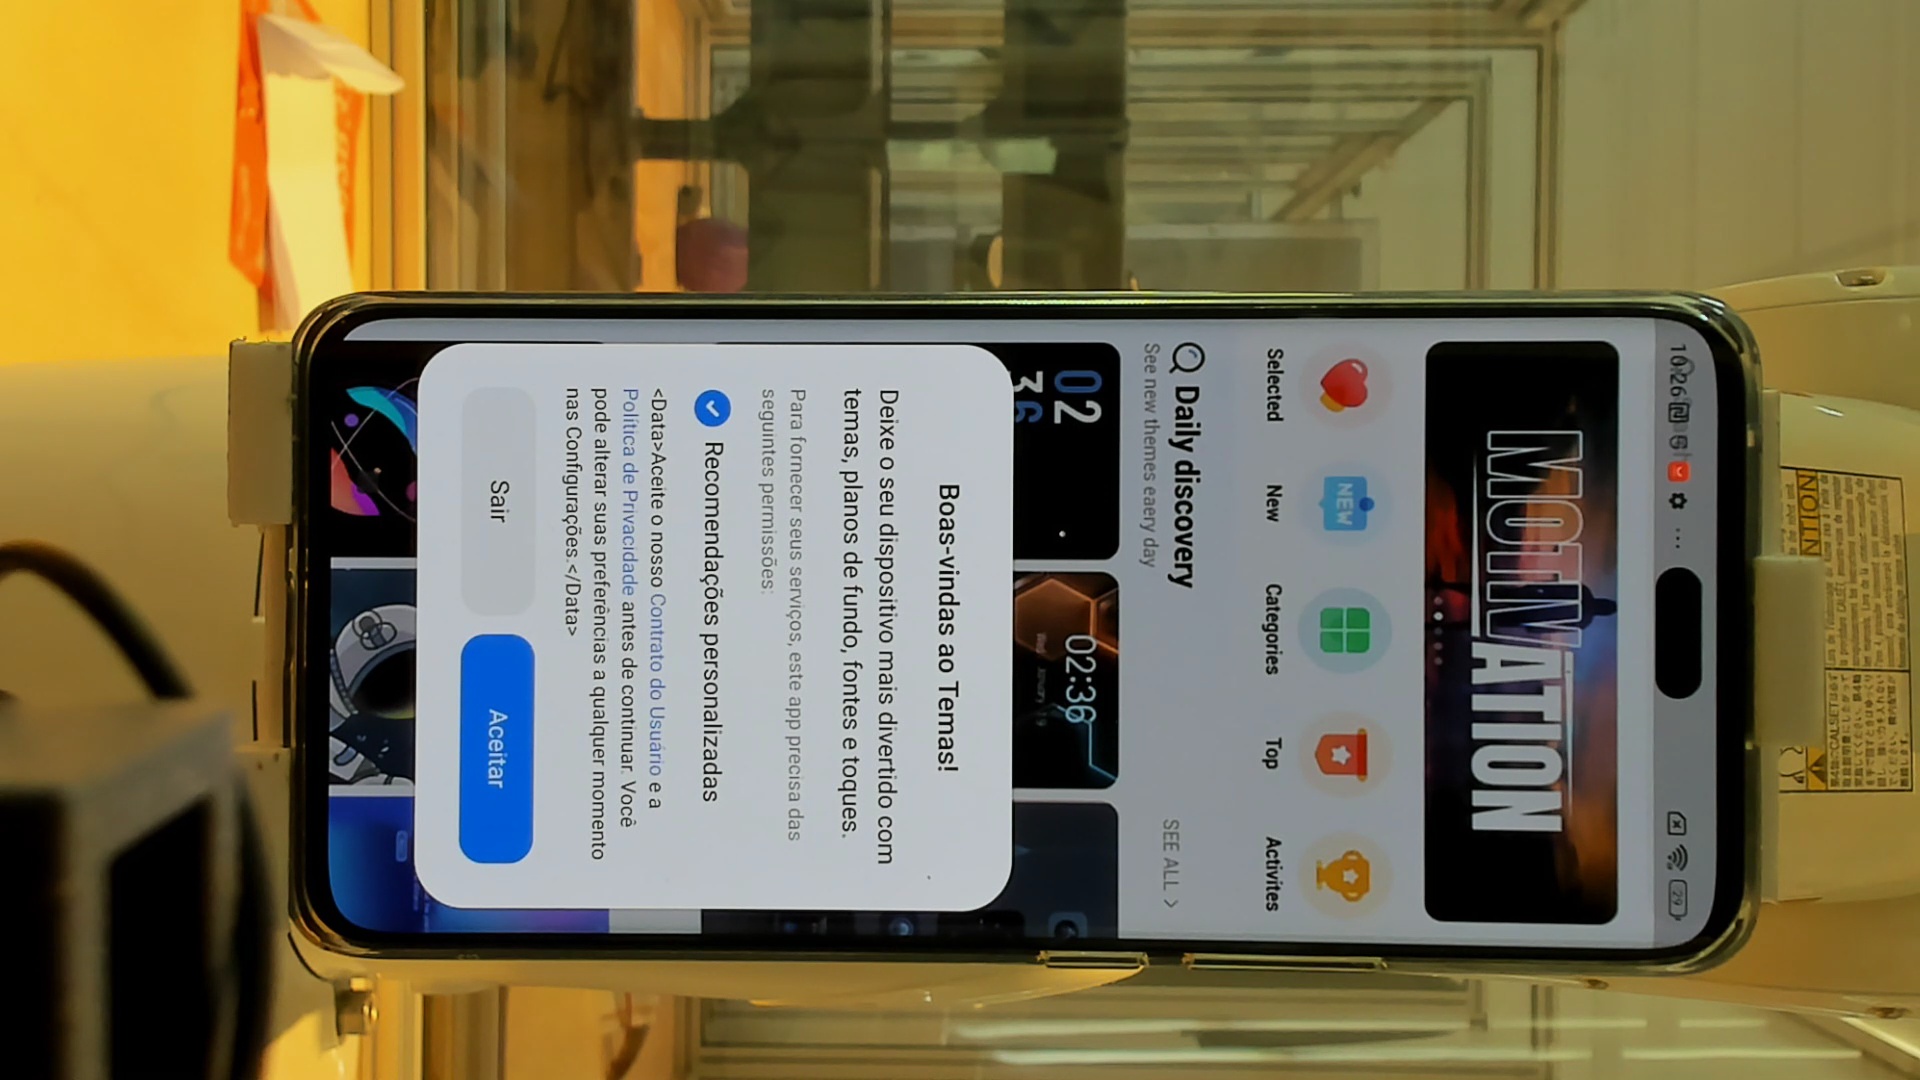 10:26
29
MOTIVATION
Selected
New
NEW
Categories
Top
Activites
Daily discovery
See new themes eaery day
SEE ALL >
02
36
02:36
Boas-vindas ao Temas!
Deixe o seu dispositivo mais divertido com
temas, planos de fundo, fontes e toques.
Para fornecer seus serviços, este app precisa das
seguintes permissões:
Recomendações personalizadas
<Data>Aceite o nosso Contrato do Usuário e a
Política de Privacidade antes de continuar. Você
pode alterar suas preferências a qualquer momento
nas Configurações.</Data>
Sair
Aceitar